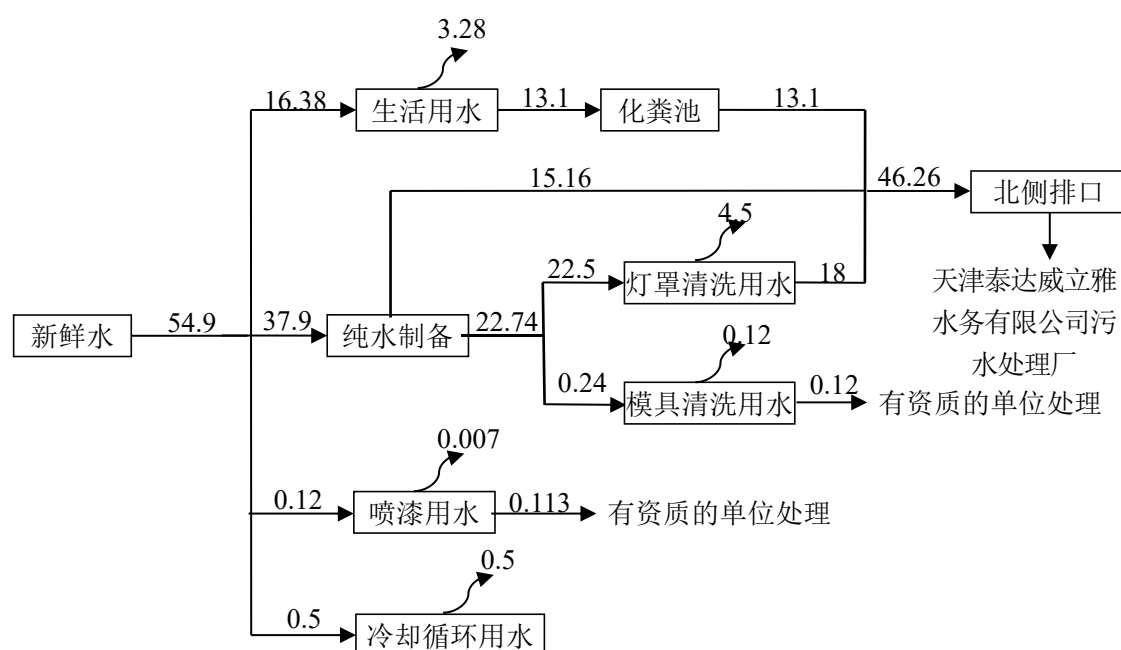 3.28
16.38
生活用水
13.1
化粪池
13.1
15.16
46.26
北侧排口
4.5
22.5
灯罩清洗用水
18
天津泰达威立雅
水务有限公司污
水处理厂
新鲜水
54.9
37.9
纯水制备
22.74
0.12
0.24
模具清洗用水
0.12
有资质的单位处理
0.007
0.12
喷漆用水
0.113
有资质的单位处理
0.5
0.5
冷却循环用水